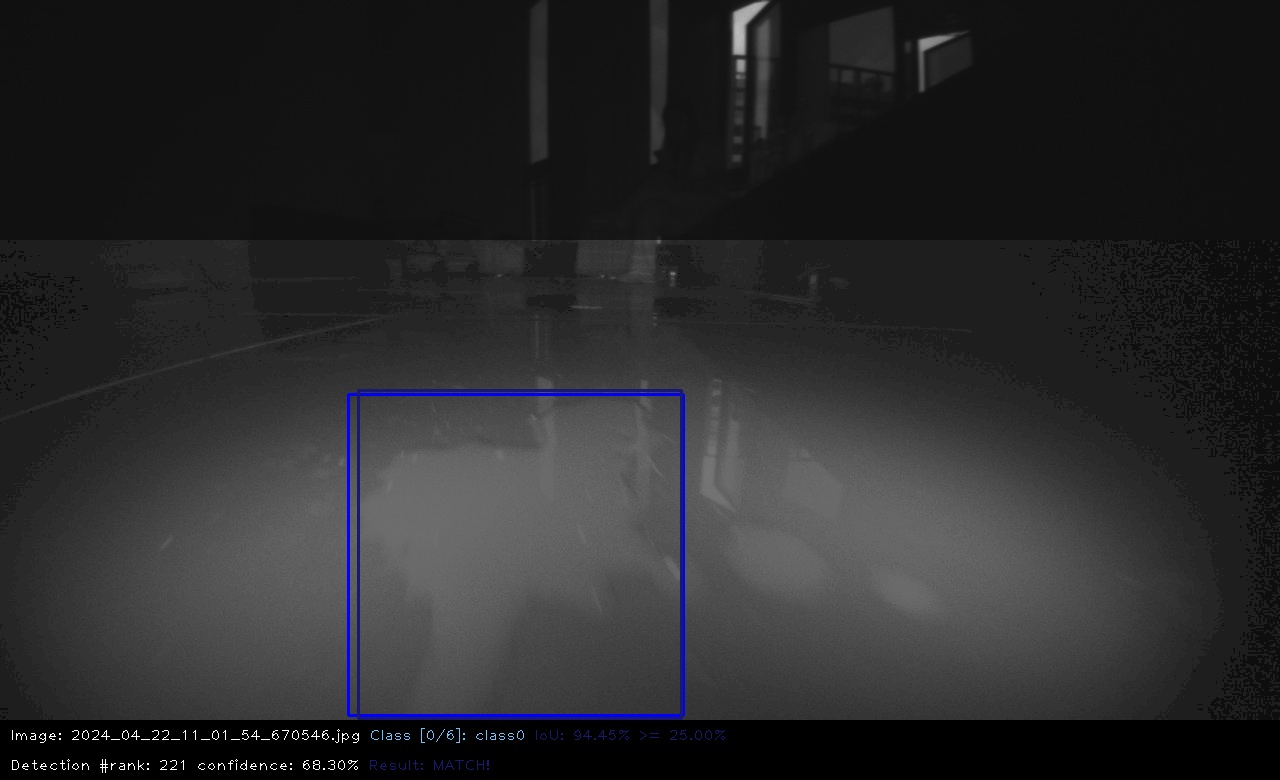 Image: 2024_04_22_11_01_54_670546.jpg Class [0/6]: class0 IoU: 94.45% >= 25.00%
Detection #rank: 221 confidence: 68.30% Result: MATCH!